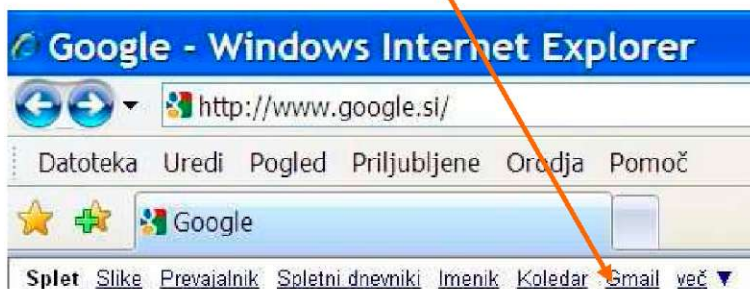 Google - Windows Internet Explorer
http://www.google.si/
Datoteka Uredi Pogled Priljubljene Orodja Pomoč
Google
Splet Slike Prevajalnik Spletni dnevniki Imenik Koledar Gmail več ▼